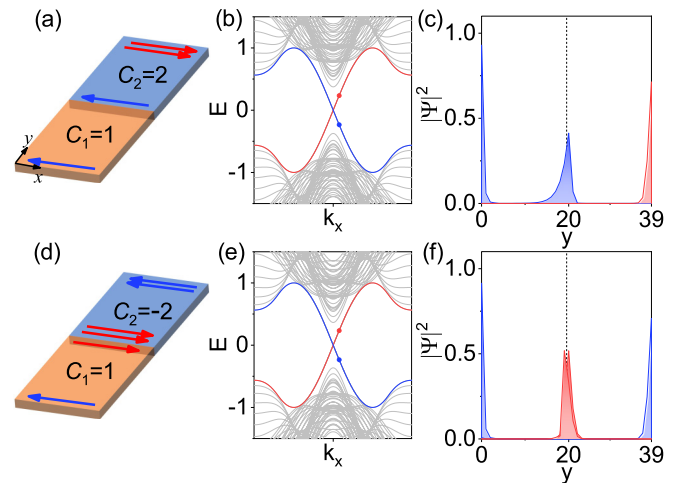 (a)
C₂=2
C₁=1
y
x
(b)
E
1
0
-1
kₓ
(c)
|Ψ|²
1.0
0.5
0.0
0
20
39
y
(d)
C₂=-2
C₁=1
(e)
E
1
0
-1
kₓ
(f)
|Ψ|²
1.0
0.5
0.0
0
20
39
y